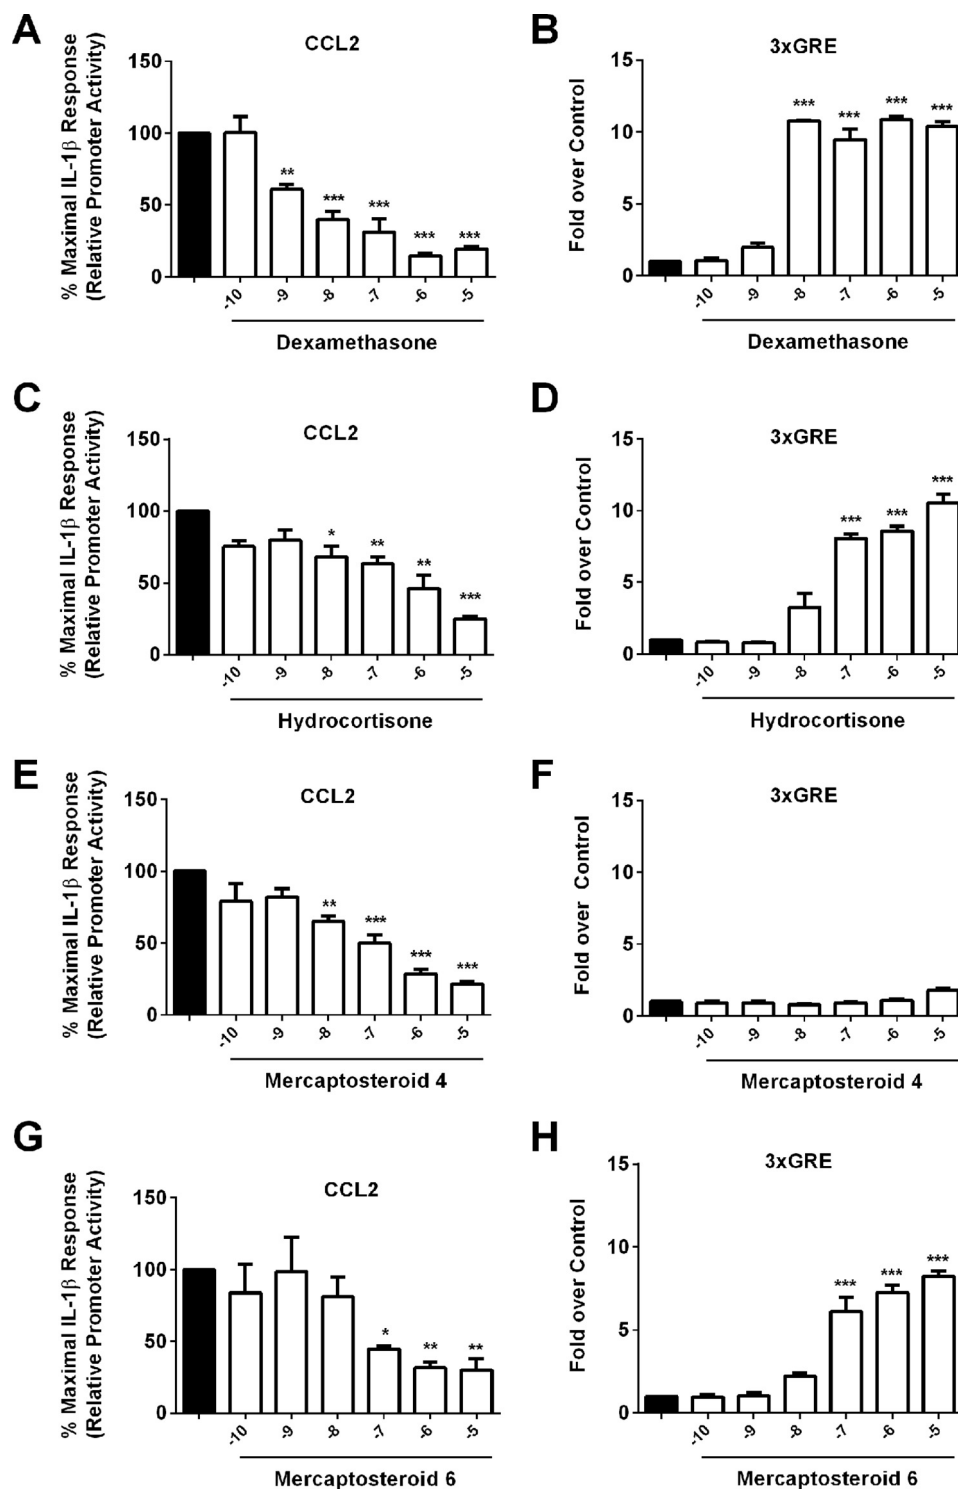 A
CCL2
% Maximal IL-1β Response
(Relative Promoter Activity)
150
100
50
0
-10
-9
-8
-7
-6
-5
**
***
***
***
***
Dexamethasone
B
3xGRE
Fold over Control
15
10
5
0
-10
-9
-8
-7
-6
-5
***
***
***
***
Dexamethasone
C
CCL2
% Maximal IL-1β Response
(Relative Promoter Activity)
150
100
50
0
-10
-9
-8
-7
-6
-5
*
**
**
***
Hydrocortisone
D
3xGRE
Fold over Control
15
10
5
0
-10
-9
-8
-7
-6
-5
***
***
***
Hydrocortisone
E
CCL2
% Maximal IL-1β Response
(Relative Promoter Activity)
150
100
50
0
-10
-9
-8
-7
-6
-5
**
***
***
***
Mercaptosteroid 4
F
3xGRE
Fold over Control
15
10
5
0
-10
-9
-8
-7
-6
-5
Mercaptosteroid 4
G
CCL2
% Maximal IL-1β Response
(Relative Promoter Activity)
150
100
50
0
-10
-9
-8
-7
-6
-5
*
**
**
Mercaptosteroid 6
H
3xGRE
Fold over Control
15
10
5
0
-10
-9
-8
-7
-6
-5
***
***
***
Mercaptosteroid 6